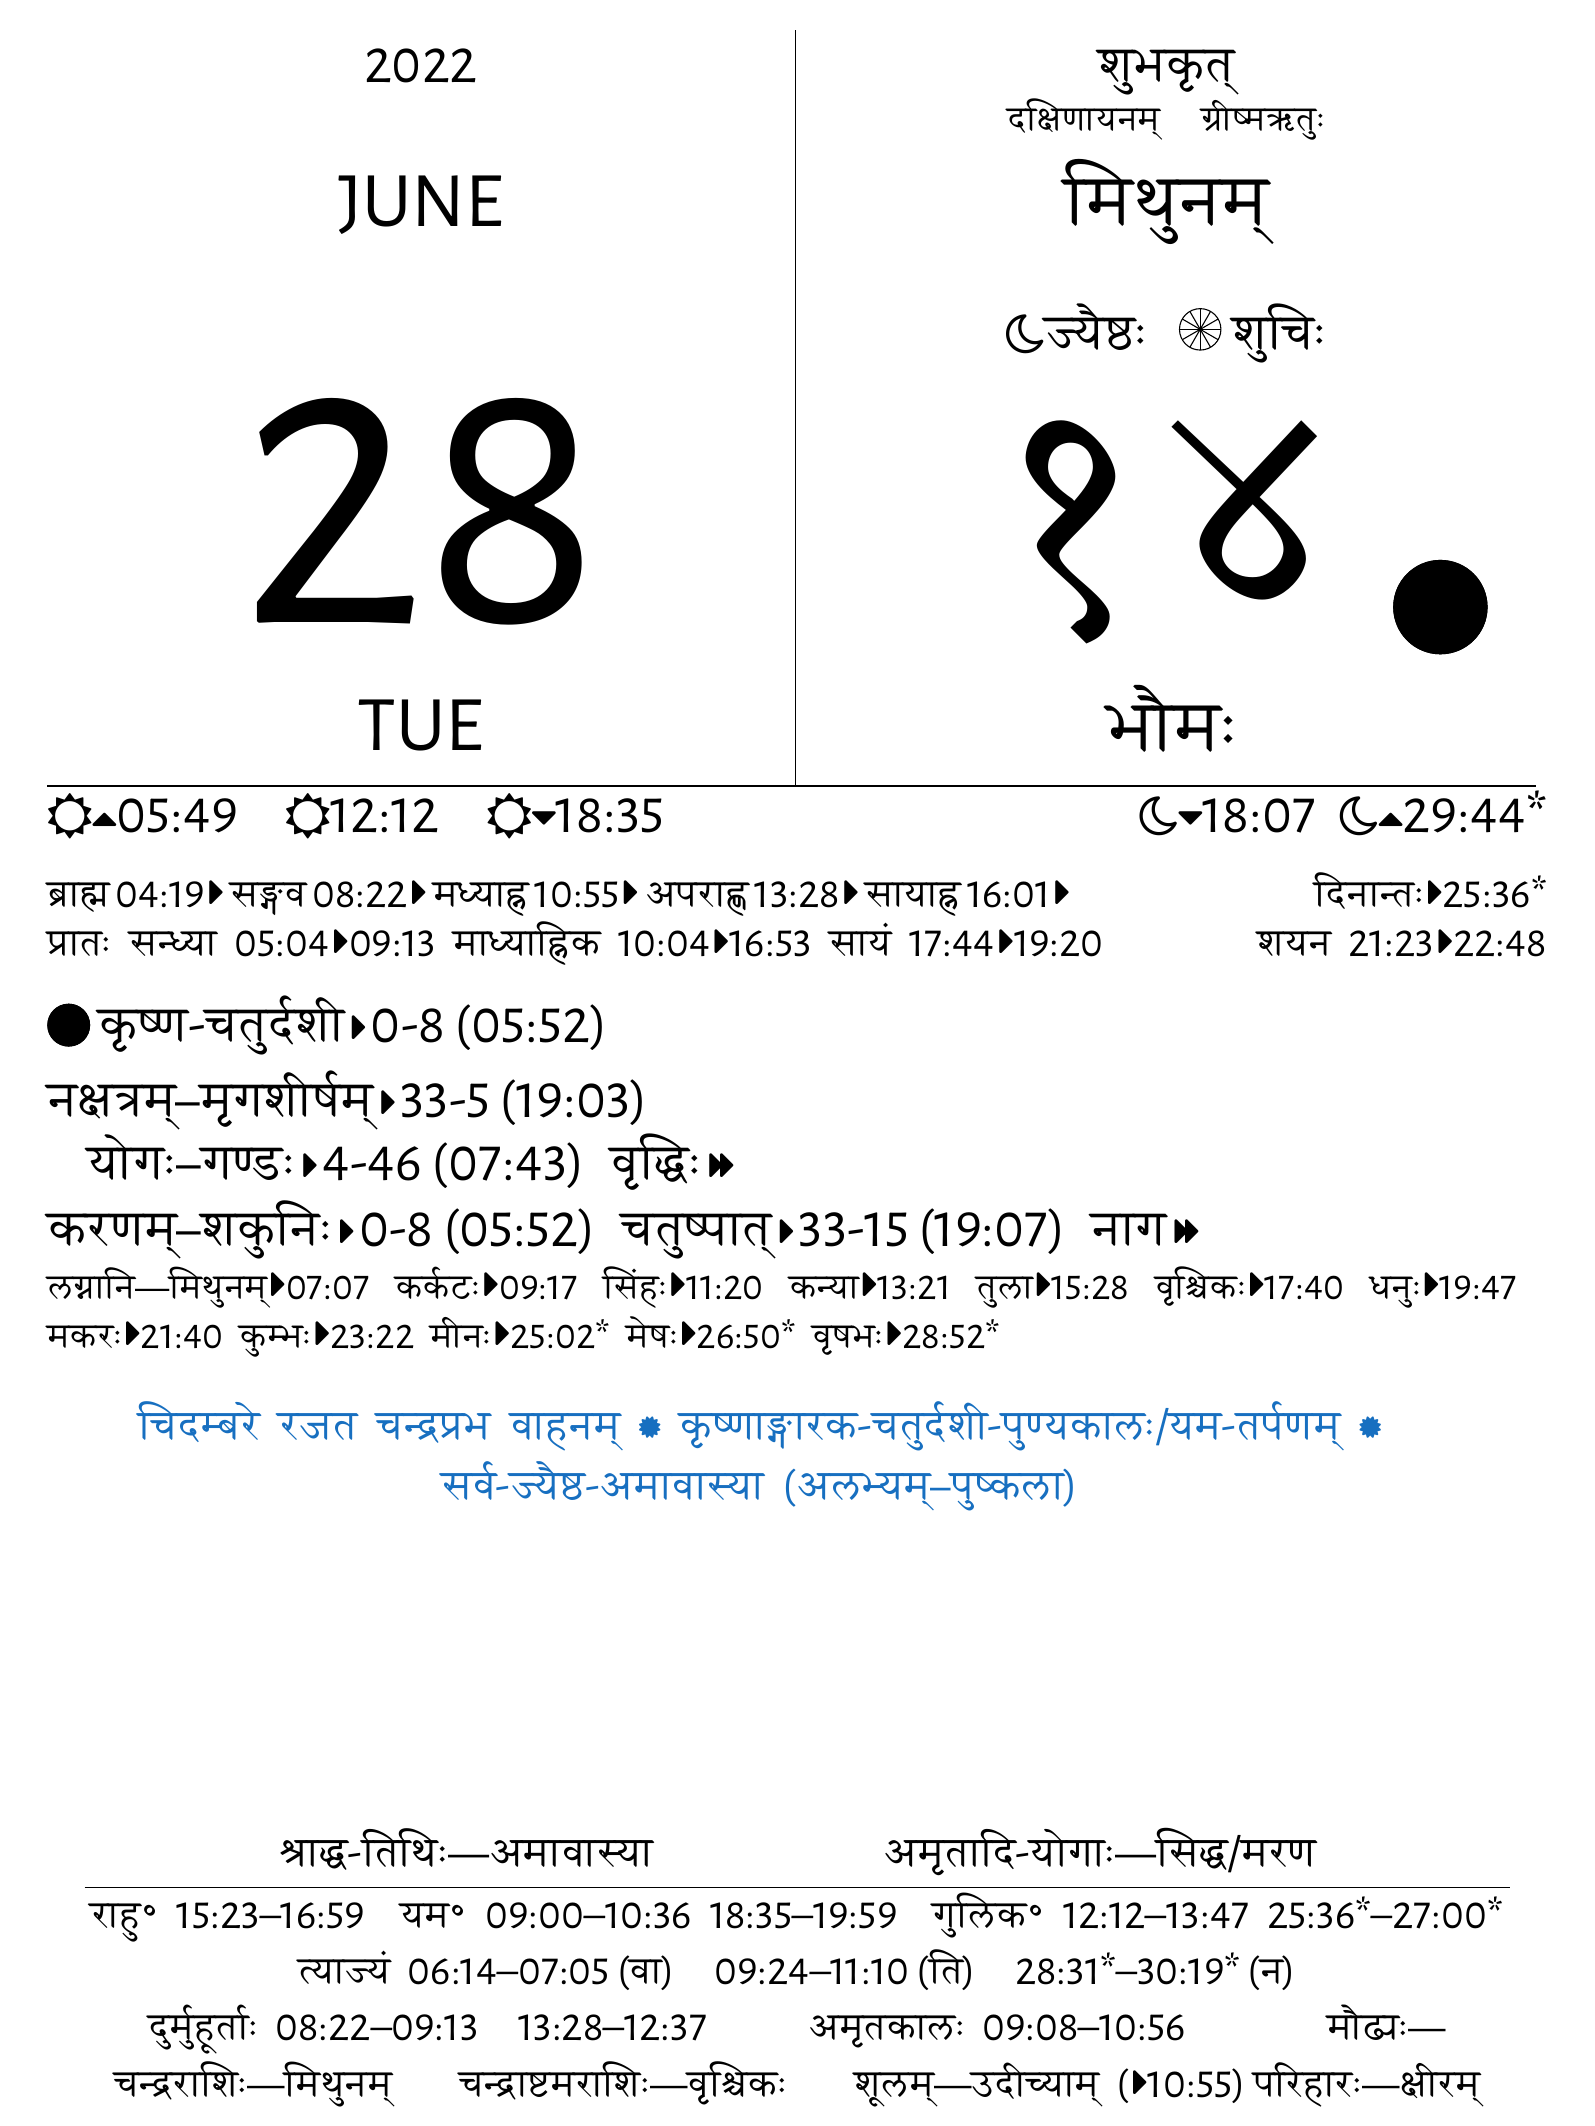 2022
JUNE
28
TUE
शुभकृत्
दक्षिणायनम् ग्रीष्मऋतुः
मिथुनम्
ज्यैष्ठः शुचिः
१४
भौमः
05:49 12:12 18:35 18:07 29:44*
ब्राह्म 04:19 सङ्गव 08:22 मध्याह्न 10:55 अपराह्ण 13:28 सायाह्न 16:01 दिनान्तः 25:36*
प्रातः सन्ध्या 05:04 09:13 माध्याह्निक 10:04 16:53 सायं 17:44 19:20 शयन 21:23 22:48
कृष्ण-चतुर्दशी 0-8 (05:52)
नक्षत्रम्–मृगशीर्षम् 33-5 (19:03)
योगः–गण्डः 4-46 (07:43) वृद्धिः
करणम्–शकुनिः 0-8 (05:52) चतुष्पात् 33-15 (19:07) नाग
लग्नानि—मिथुनम् 07:07 कर्कटः 09:17 सिंहः 11:20 कन्या 13:21 तुला 15:28 वृश्चिकः 17:40 धनुः 19:47
मकरः 21:40 कुम्भः 23:22 मीनः 25:02* मेषः 26:50* वृषभः 28:52*
चिदम्बरे रजत चन्द्रप्रभ वाहनम् कृष्णाङ्गारक-चतुर्दशी-पुण्यकालः/यम-तर्पणम्
सर्व-ज्यैष्ठ-अमावास्या (अलभ्यम्–पुष्कला)
श्राद्ध-तिथिः—अमावास्या अमृतादि-योगाः—सिद्ध/मरण
राहु° 15:23–16:59 यम° 09:00–10:36 18:35–19:59 गुलिक° 12:12–13:47 25:36*–27:00*
त्याज्यं 06:14–07:05 (वा) 09:24–11:10 (ति) 28:31*–30:19* (न)
दुर्मुहूर्ताः 08:22–09:13 13:28–12:37 अमृतकालः 09:08–10:56 मौढ्यः—
चन्द्रराशिः—मिथुनम् चन्द्राष्टमराशिः—वृश्चिकः शूलम्—उदीच्याम् (10:55) परिहारः—क्षीरम्